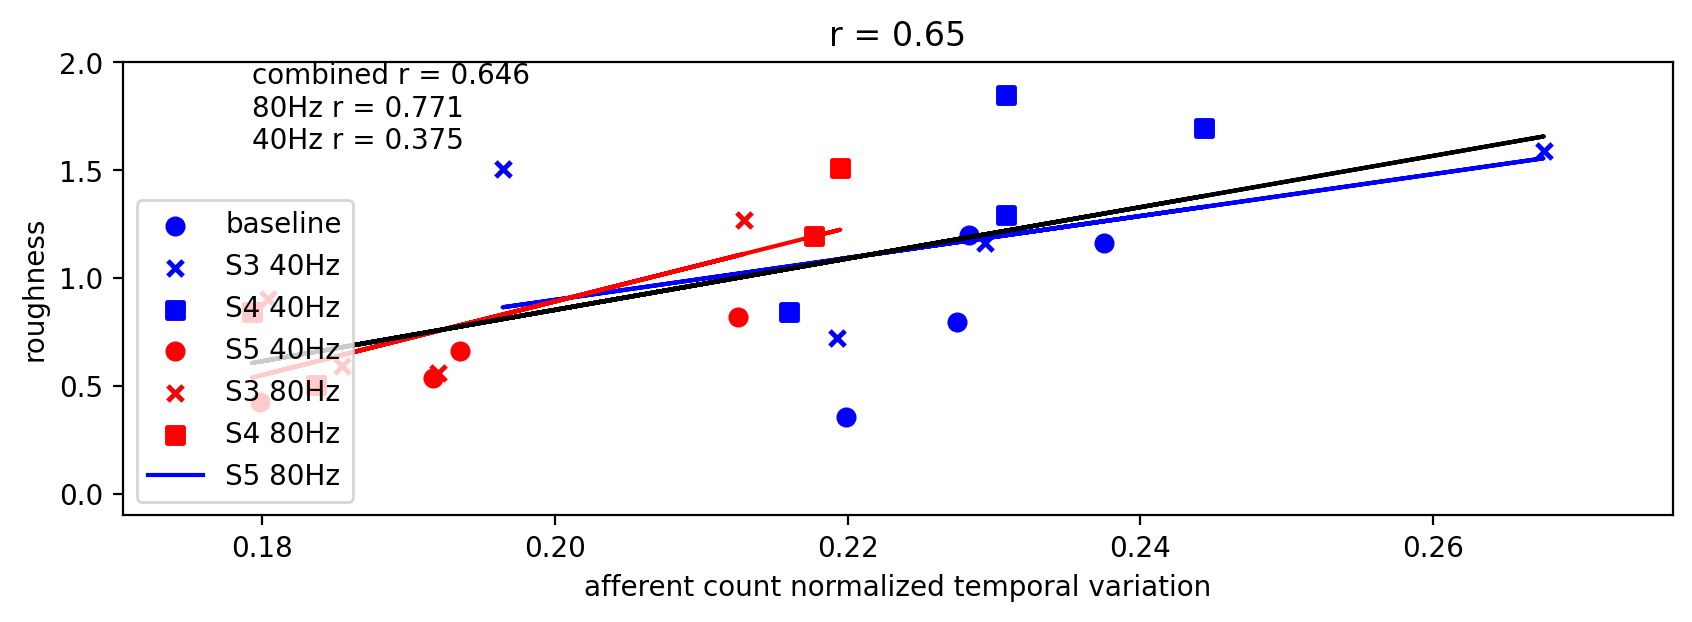 r = 0.65
combined r = 0.646
80Hz r = 0.771
40Hz r = 0.375
2.0
1.5
1.0
0.5
0.0
roughness
baseline
S3 40Hz
S4 40Hz
S5 40Hz
S3 80Hz
S4 80Hz
S5 80Hz
0.18 0.20 0.22 0.24 0.26
afferent count normalized temporal variation